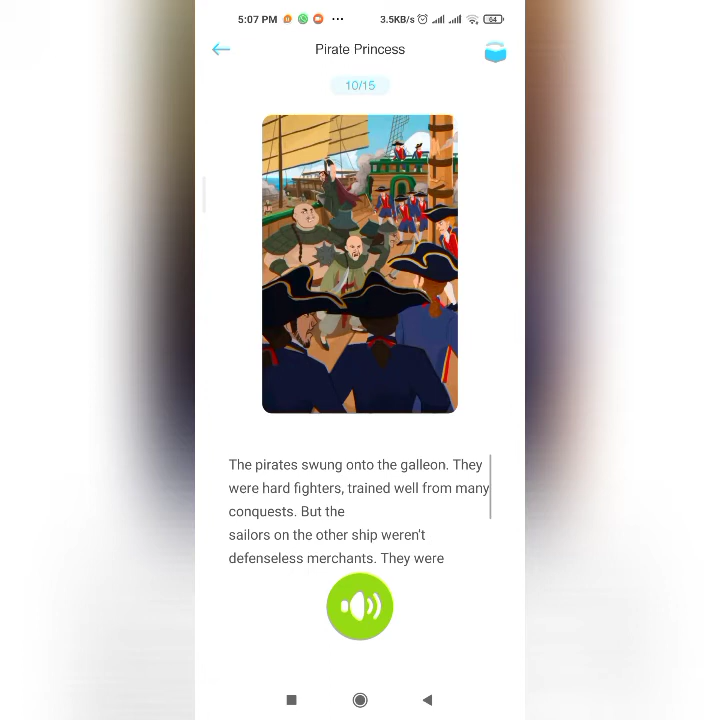 5:07 PM ... 3.5KB/s 64
Pirate Princess
10/15
The pirates swung onto the galleon. They
were hard fighters, trained well from many
conquests. But the
sailors on the other ship weren't
defenseless merchants. They were